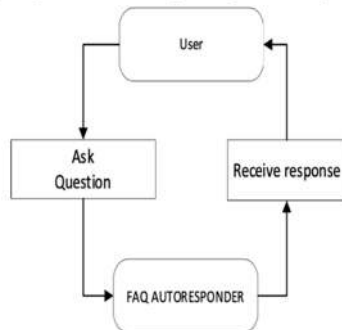 User
Ask
Question
Receive response
FAQ AUTORESPONDER